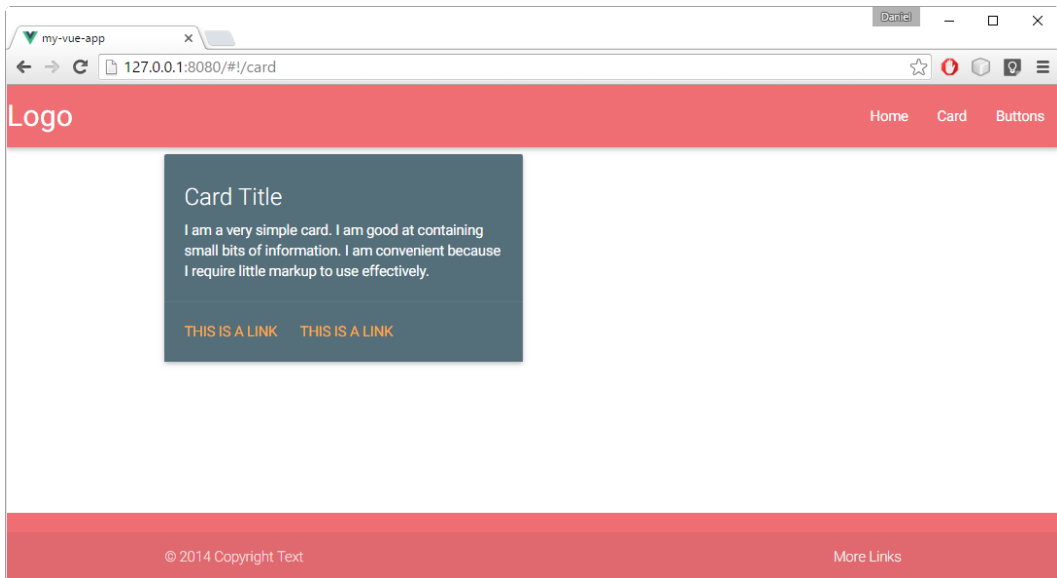 Daniel
my-vue-app
127.0.0.1:8080/#!/card
Logo
Home Card Buttons
Card Title
I am a very simple card. I am good at containing
small bits of information. I am convenient because
I require little markup to use effectively.
THIS IS A LINK THIS IS A LINK
© 2014 Copyright Text
More Links